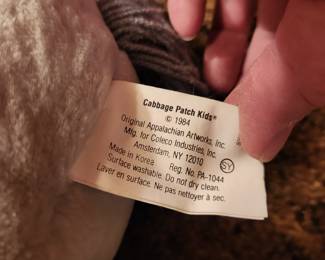 Cabbage Patch Kids®
© 1984
Original Appalachian Artworks, Inc.
Mfg. for Coleco Industries, Inc.
Amsterdam, NY 12010
Made in Korea Reg. No. PA-1044
SY
Surface washable. Do not dry clean.
Laver en surface. Ne pas nettoyer à sec.